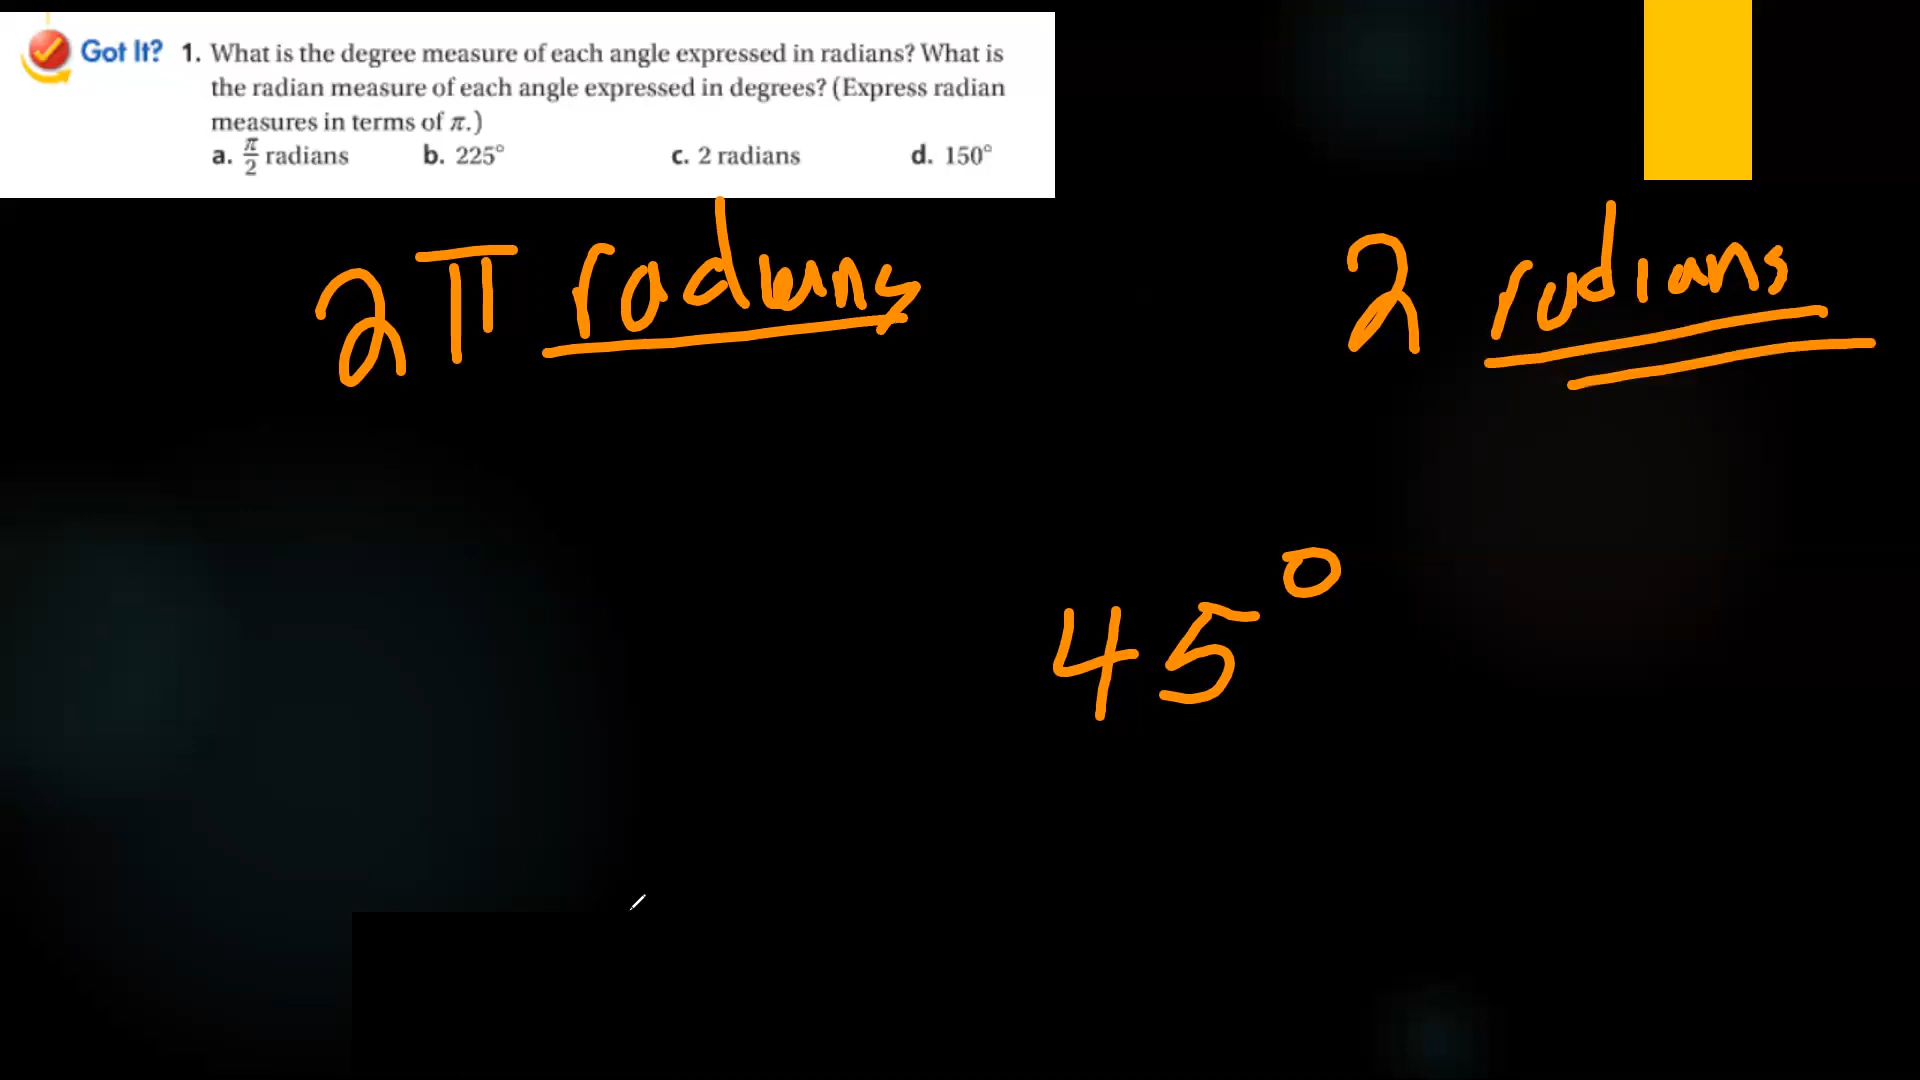 Got It? 1. What is the degree measure of each angle expressed in radians? What is
the radian measure of each angle expressed in degrees? (Express radian
measures in terms of π.)
a. π/2 radians b. 225° c. 2 radians d. 150°
2π radians 2 radians
45°